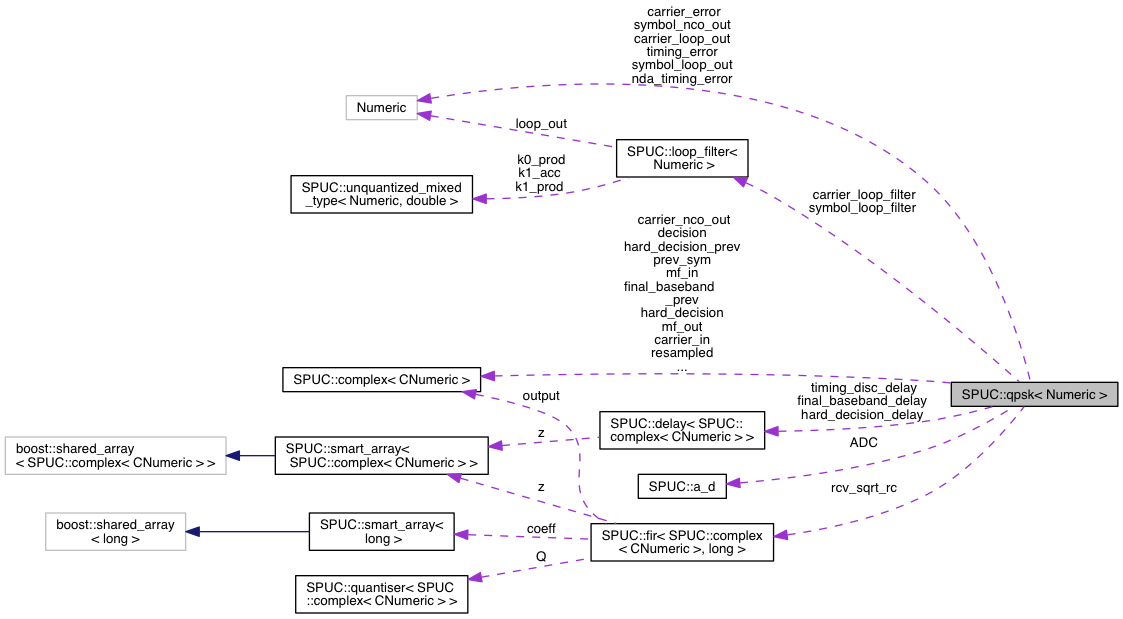 carrier_error
symbol_nco_out
carrier_loop_out
timing_error
symbol_loop_out
nda_timing_error
Numeric
loop_out
SPUC::loop_filter<
Numeric >
k0_prod
k1_acc
k1_prod
SPUC::unquantized_mixed
_type< Numeric, double >
carrier_loop_filter
symbol_loop_filter
carrier_nco_out
decision
hard_decision_prev
prev_sym
mf_in
final_baseband
_prev
hard_decision
mf_out
carrier_in
resampled
...
SPUC::complex< CNumeric >
SPUC::qpsk< Numeric >
output
timing_disc_delay
final_baseband_delay
hard_decision_delay
SPUC::delay< SPUC::
complex< CNumeric > >
z
boost::shared_array
< SPUC::complex< CNumeric > >
SPUC::smart_array<
SPUC::complex< CNumeric > >
ADC
SPUC::a_d
z
rcv_sqrt_rc
boost::shared_array
< long >
SPUC::smart_array<
long >
coeff
SPUC::fir< SPUC::complex
< CNumeric >, long >
Q
SPUC::quantiser< SPUC
::complex< CNumeric > >